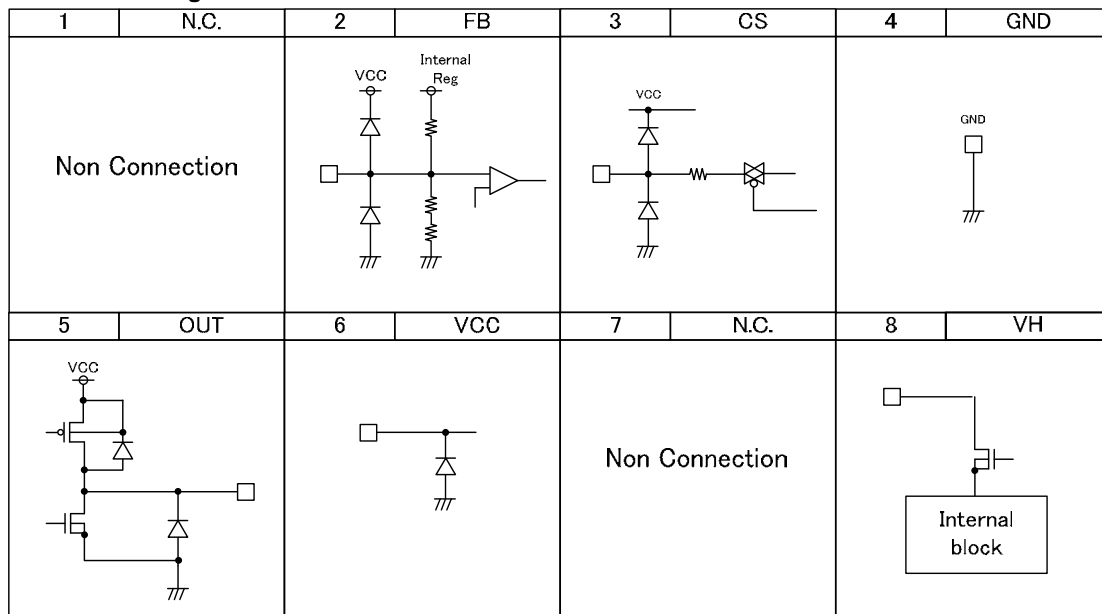 1 N.C. 2 FB 3 CS 4 GND
Non Connection
VCC
Internal
Reg
VCC
GND
5 OUT 6 VCC 7 N.C. 8 VH
VCC
Non Connection
Internal
block